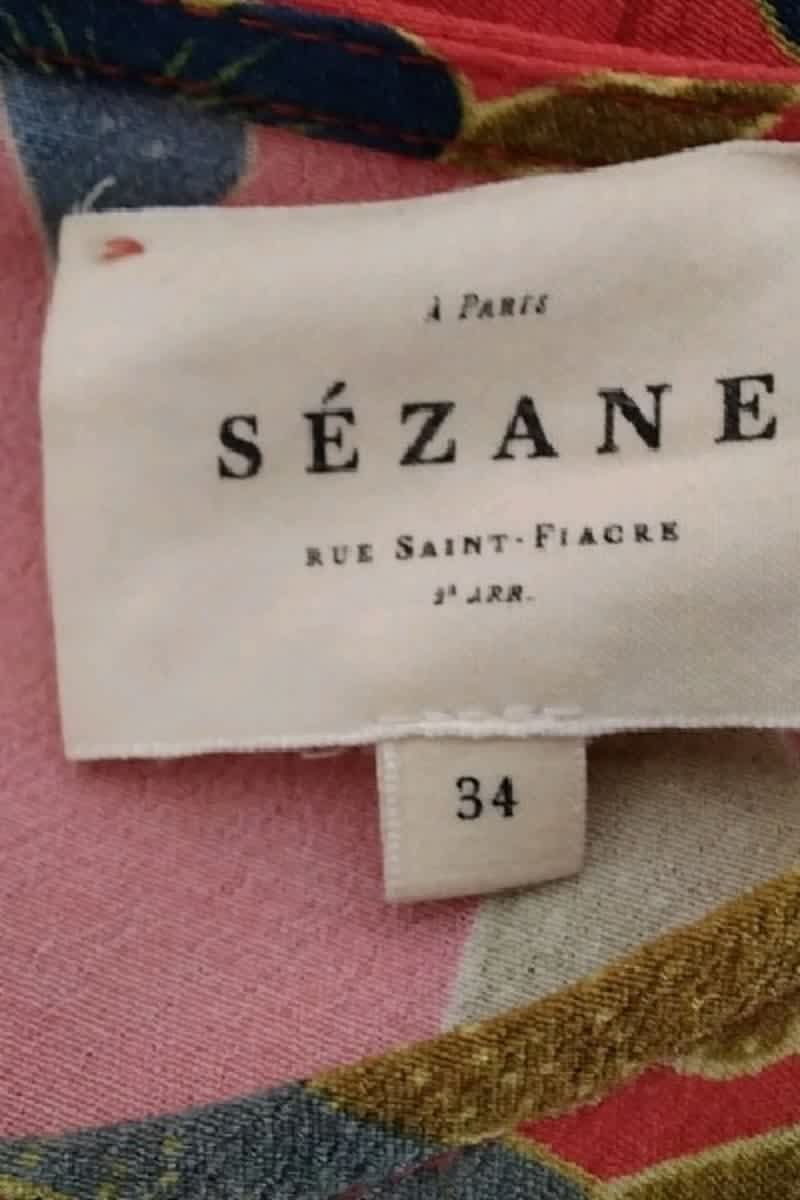 À PARIS
SÉZANE
RUE SAINT-FIACRE
2E ARR.
34